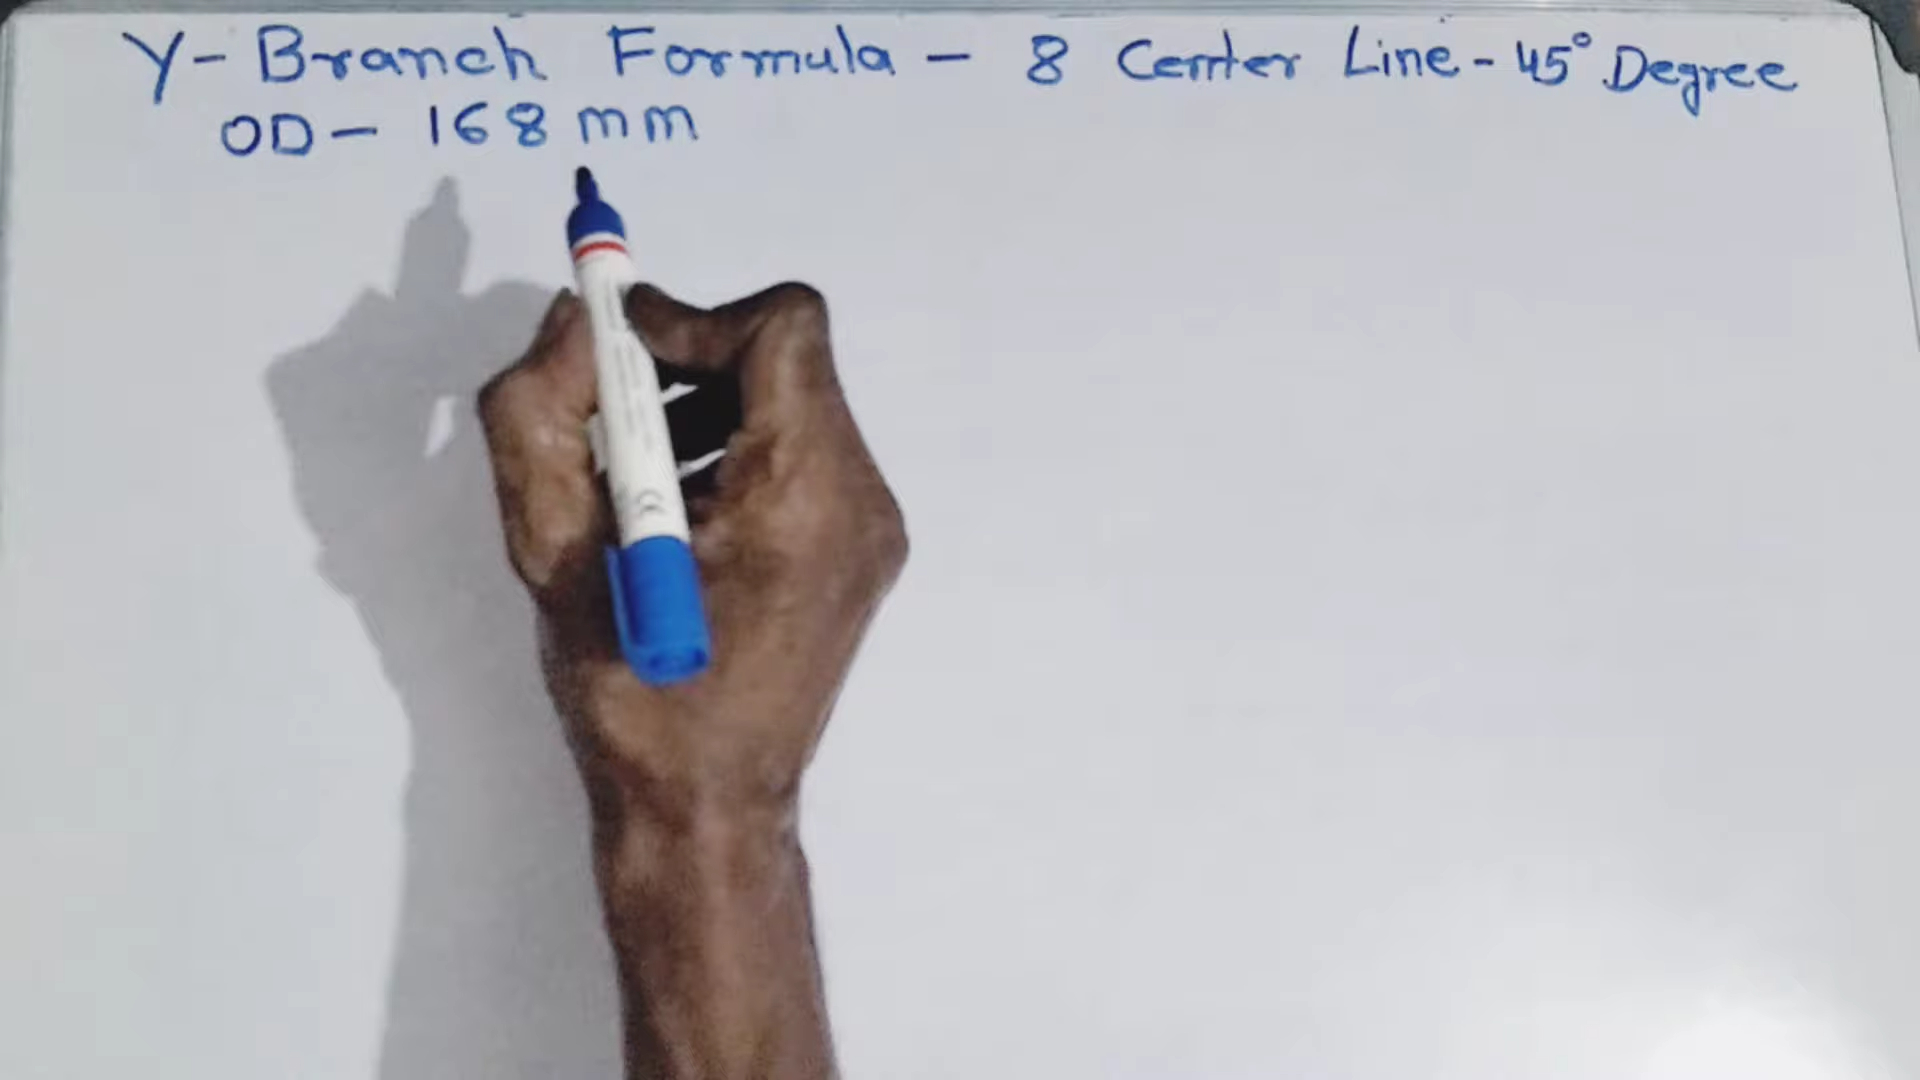 Y-Branch Formula - 8 Center Line - 45° Degree
OD - 168 mm